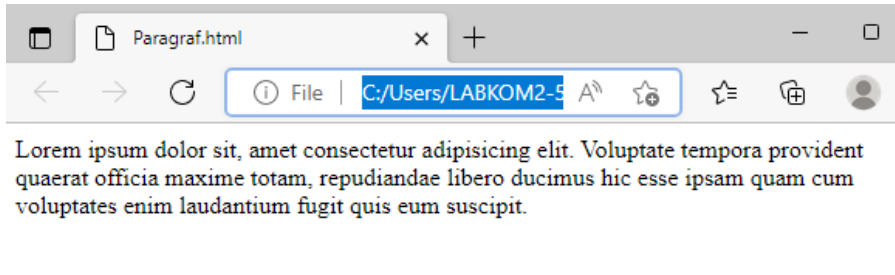 Paragraf.html
File | C:/Users/LABKOM2-5
Lorem ipsum dolor sit, amet consectetur adipisicing elit. Voluptate tempora provident
quaerat officia maxime totam, repudiandae libero ducimus hic esse ipsam quam cum
voluptates enim laudantium fugit quis eum suscipit.